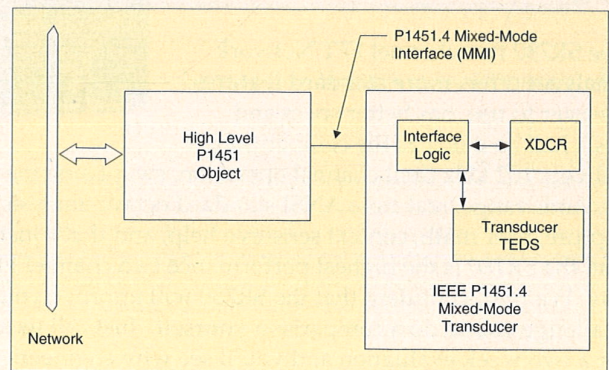 P1451.4 Mixed-Mode
Interface (MMI)
High Level
P1451
Object
Interface
Logic
XDCR
Transducer
TEDS
IEEE P1451.4
Mixed-Mode
Transducer
Network